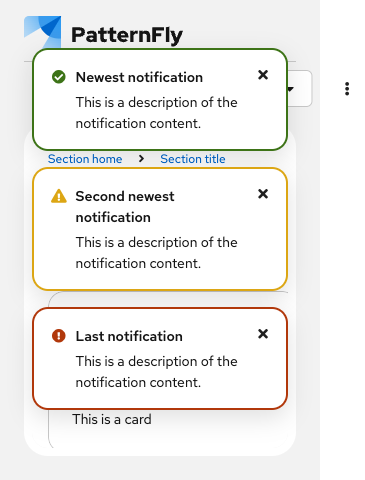 PatternFly
Newest notification
This is a description of the
notification content.
Section home
Section title
Second newest
notification
This is a description of the
notification content.
Last notification
This is a description of the
notification content.
This is a card